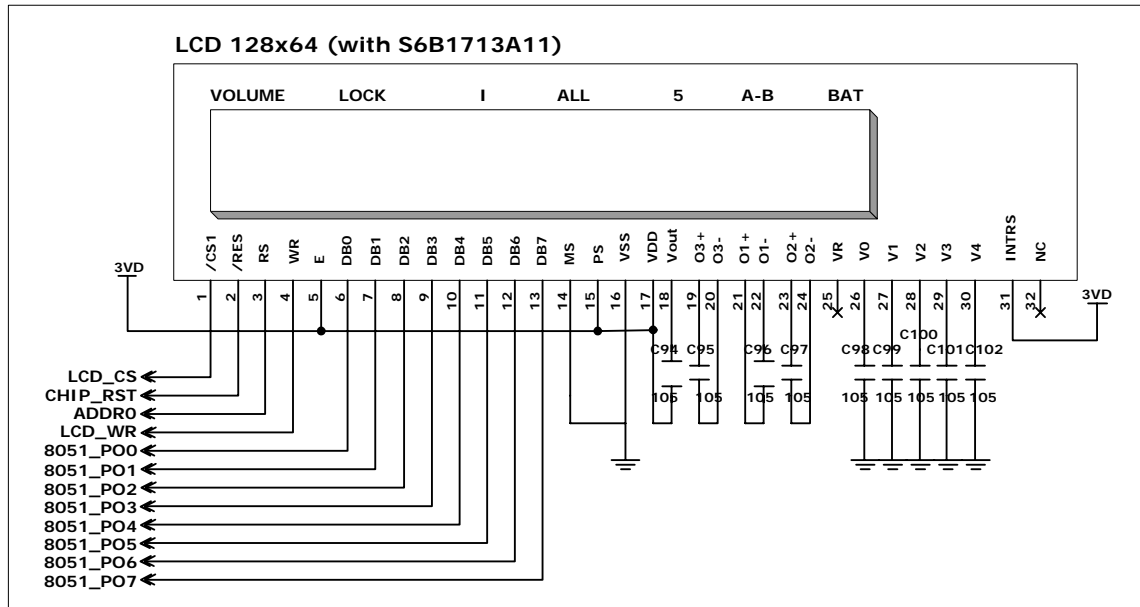 LCD 128x64 (with S6B1713A11)
VOLUME LOCK I ALL 5 A-B BAT
/CS1 /RES RS WR E DB0 DB1 DB2 DB3 DB4 DB5 DB6 DB7 MS PS VSS VDD Vout O3+ O3- O1+ O1- O2+ O2- VR V0 V1 V2 V3 V4 INTRS NC
3VD
1 2 3 4 5 6 7 8 9 10 11 12 13 14 15 16 17 18 19 20 21 22 23 24 25 26 27 28 29 30 31 32
3VD
C100
C94 C95 C96 C97 C98 C99 C101 C102
105 105 105 105 105 105 105 105 105
LCD_CS
CHIP_RST
ADDR0
LCD_WR
8051_PO0
8051_PO1
8051_PO2
8051_PO3
8051_PO4
8051_PO5
8051_PO6
8051_PO7